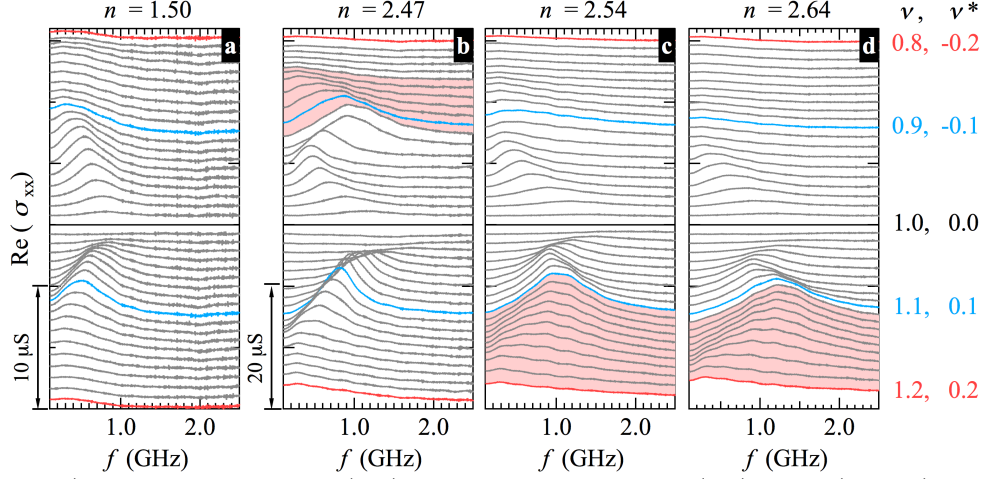 n = 1.50
n = 2.47
n = 2.54
n = 2.64
ν, ν*
a
b
c
d
0.8, -0.2
0.9, -0.1
1.0, 0.0
1.1, 0.1
1.2, 0.2
Re ( σxx)
10 μS
20 μS
1.0 2.0
1.0 2.0
1.0 2.0
1.0 2.0
f (GHz)
f (GHz)
f (GHz)
f (GHz)